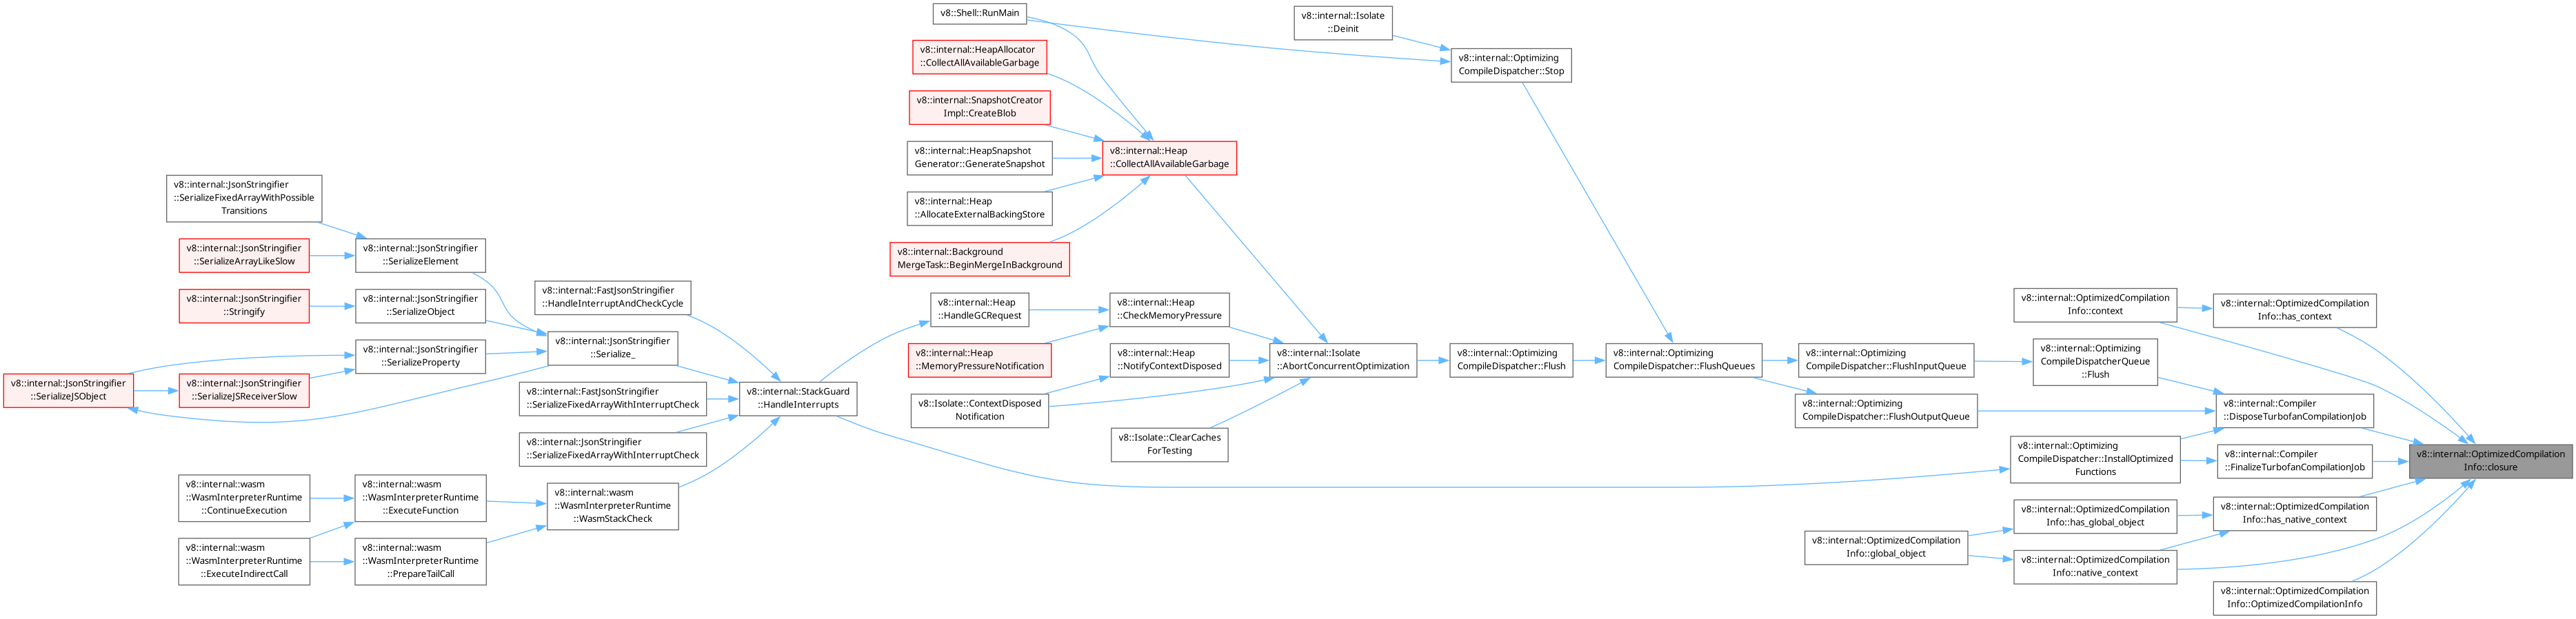 v8::Shell::RunMain
v8::internal::Isolate
::Deinit
v8::internal::HeapAllocator
::CollectAllAvailableGarbage
v8::internal::Optimizing
CompileDispatcher::Stop
v8::internal::SnapshotCreator
Impl::CreateBlob
v8::internal::HeapSnapshot
Generator::GenerateSnapshot
v8::internal::Heap
::CollectAllAvailableGarbage
v8::internal::Heap
::AllocateExternalBackingStore
v8::internal::Background
MergeTask::BeginMergeInBackground
v8::internal::JsonStringifier
::SerializeFixedArrayWithPossible
Transitions
v8::internal::JsonStringifier
::SerializeArrayLikeSlow
v8::internal::JsonStringifier
::SerializeElement
v8::internal::JsonStringifier
::Stringify
v8::internal::JsonStringifier
::SerializeObject
v8::internal::FastJsonStringifier
::HandleInterruptAndCheckCycle
v8::internal::JsonStringifier
::SerializeProperty
v8::internal::JsonStringifier
::Serialize_
v8::internal::JsonStringifier
::SerializeJSObject
v8::internal::JsonStringifier
::SerializeJSReceiverSlow
v8::internal::FastJsonStringifier
::SerializeFixedArrayWithInterruptCheck
v8::internal::JsonStringifier
::SerializeFixedArrayWithInterruptCheck
v8::internal::StackGuard
::HandleInterrupts
v8::internal::wasm
::WasmInterpreterRuntime
::ContinueExecution
v8::internal::wasm
::WasmInterpreterRuntime
::ExecuteFunction
v8::internal::wasm
::WasmInterpreterRuntime
::WasmStackCheck
v8::internal::wasm
::WasmInterpreterRuntime
::ExecuteIndirectCall
v8::internal::wasm
::WasmInterpreterRuntime
::PrepareTailCall
v8::internal::Heap
::HandleGCRequest
v8::internal::Heap
::CheckMemoryPressure
v8::internal::Heap
::MemoryPressureNotification
v8::internal::Heap
::NotifyContextDisposed
v8::Isolate::ContextDisposed
Notification
v8::Isolate::ClearCaches
ForTesting
v8::internal::Isolate
::AbortConcurrentOptimization
v8::internal::Optimizing
CompileDispatcher::Flush
v8::internal::Optimizing
CompileDispatcher::FlushQueues
v8::internal::Optimizing
CompileDispatcher::FlushInputQueue
v8::internal::Optimizing
CompileDispatcher::FlushOutputQueue
v8::internal::OptimizedCompilation
Info::context
v8::internal::OptimizedCompilation
Info::has_context
v8::internal::Optimizing
CompileDispatcherQueue
::Flush
v8::internal::Compiler
::DisposeTurbofanCompilationJob
v8::internal::Optimizing
CompileDispatcher::InstallOptimized
Functions
v8::internal::Compiler
::FinalizeTurbofanCompilationJob
v8::internal::OptimizedCompilation
Info::closure
v8::internal::OptimizedCompilation
Info::has_global_object
v8::internal::OptimizedCompilation
Info::has_native_context
v8::internal::OptimizedCompilation
Info::global_object
v8::internal::OptimizedCompilation
Info::native_context
v8::internal::OptimizedCompilation
Info::OptimizedCompilationInfo